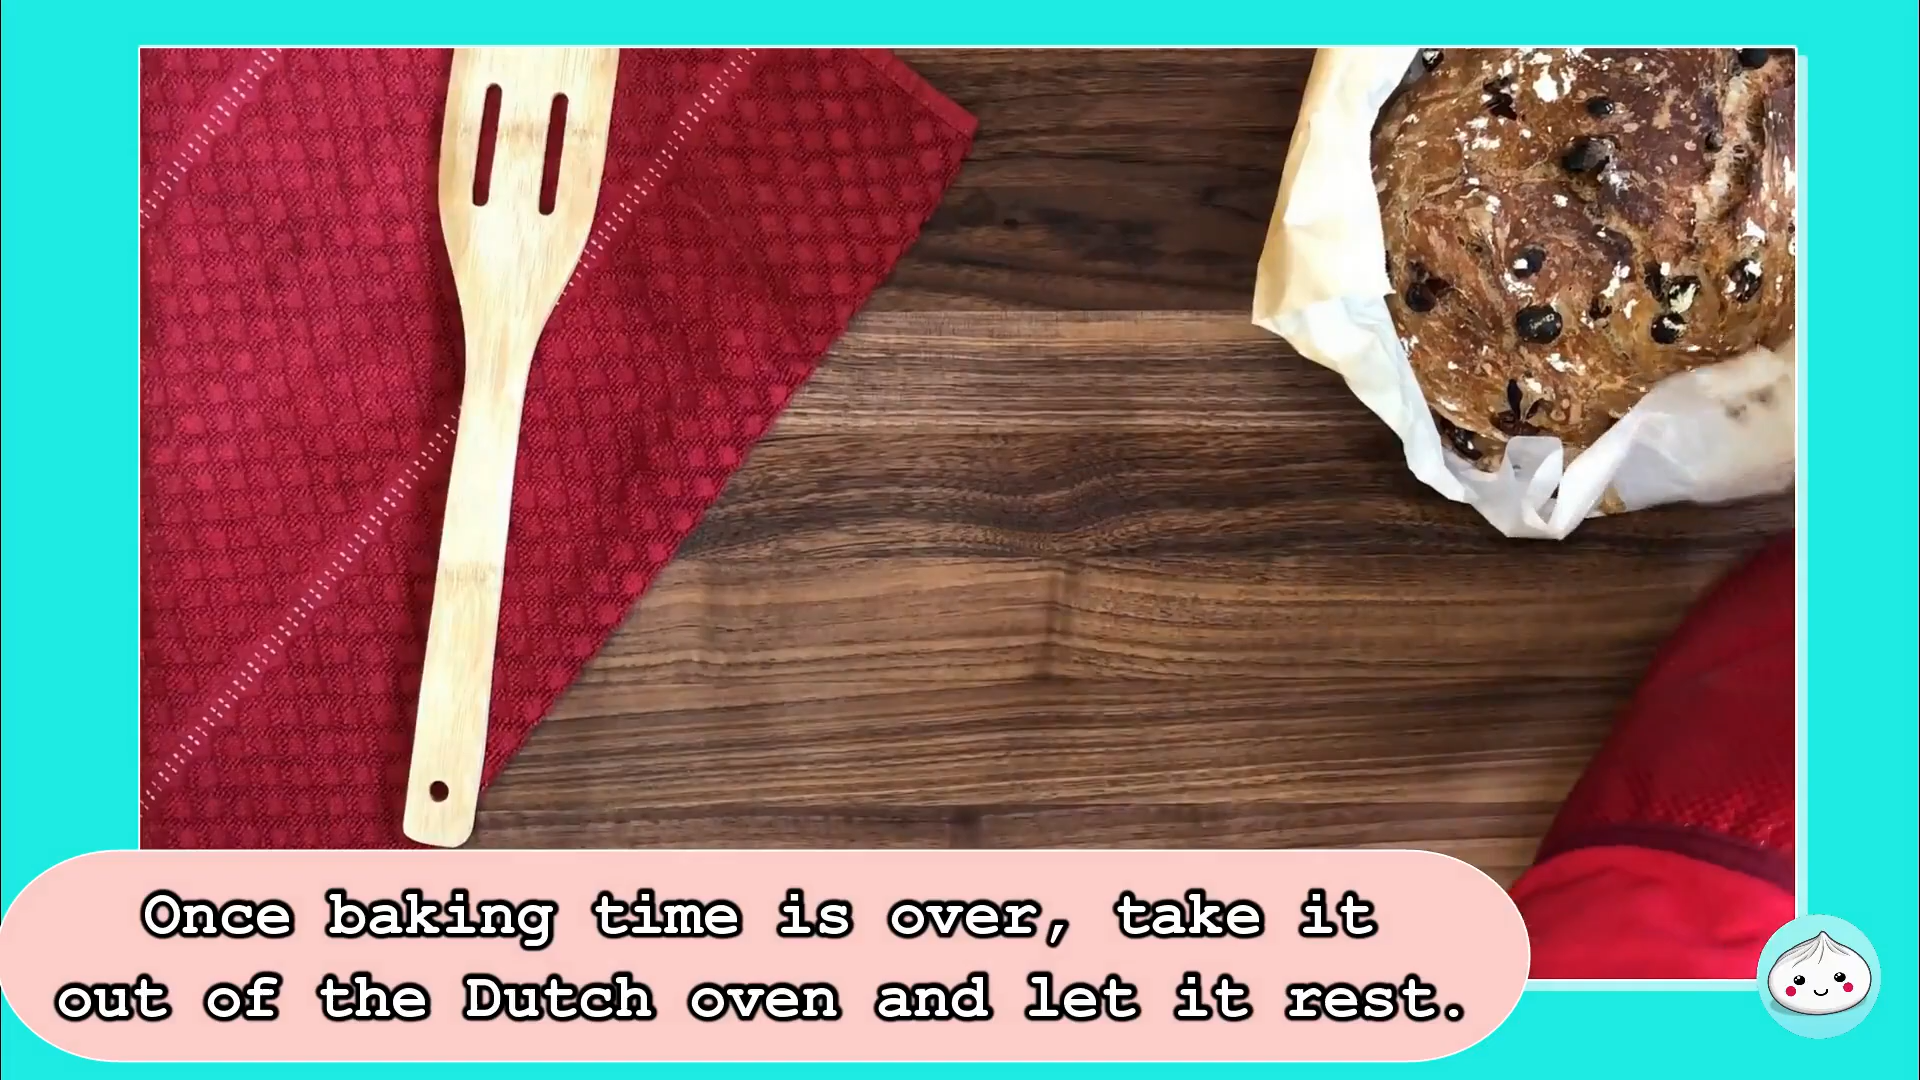 Once baking time is over, take it
out of the Dutch oven and let it rest.